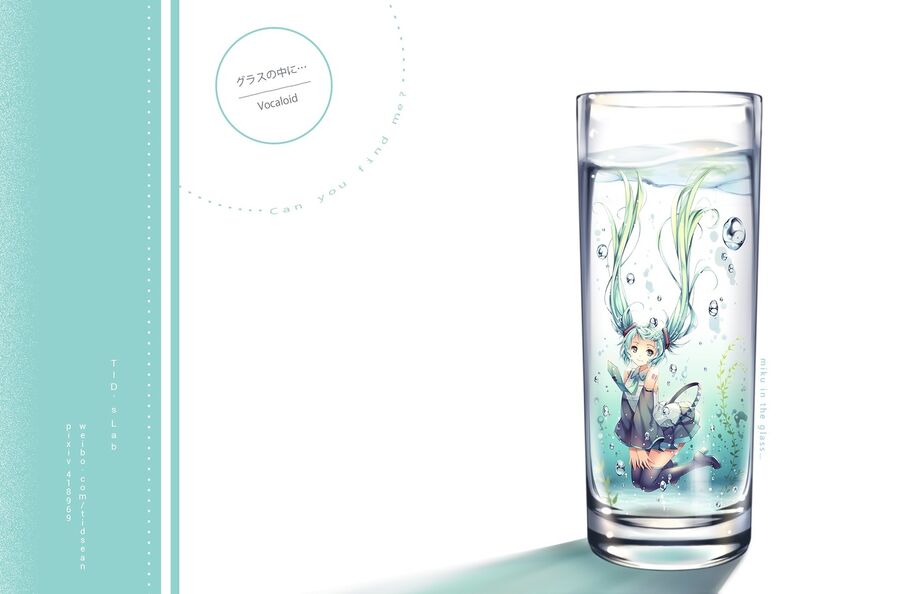 グラスの中に…
Vocaloid
Can you find me?
miku in the glass...
TID's Lab
weibo.com/tidsean
pixiv 418969